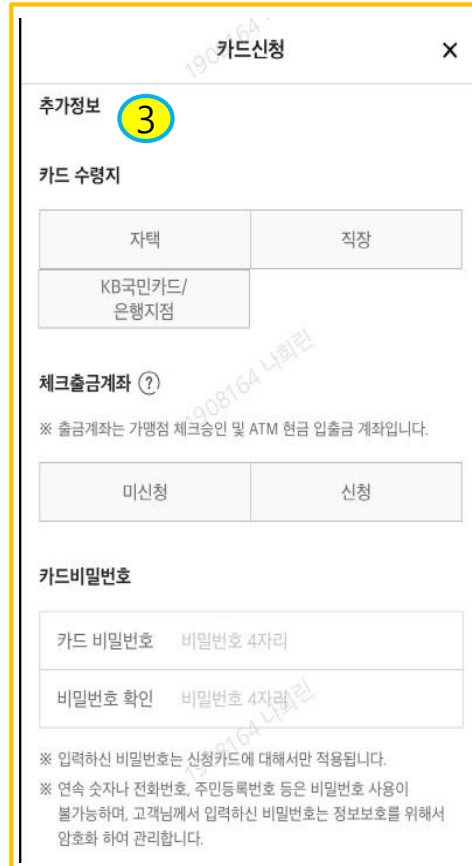 카드신청
×
추가정보
3
카드 수령지
자택 직장
KB국민카드/
은행지점
체크출금계좌 ?
※ 출금계좌는 가맹점 체크승인 및 ATM 현금 입출금 계좌입니다.
미신청 신청
카드비밀번호
카드 비밀번호 비밀번호 4자리
비밀번호 확인 비밀번호 4자리
※ 입력하신 비밀번호는 신청카드에 대해서만 적용됩니다.
※ 연속 숫자나 전화번호, 주민등록번호 등은 비밀번호 사용이
불가능하며, 고객님께서 입력하신 비밀번호는 정보보호를 위해서
암호화 하여 관리합니다.
1908164
1908164 나희린
1908164 나희린